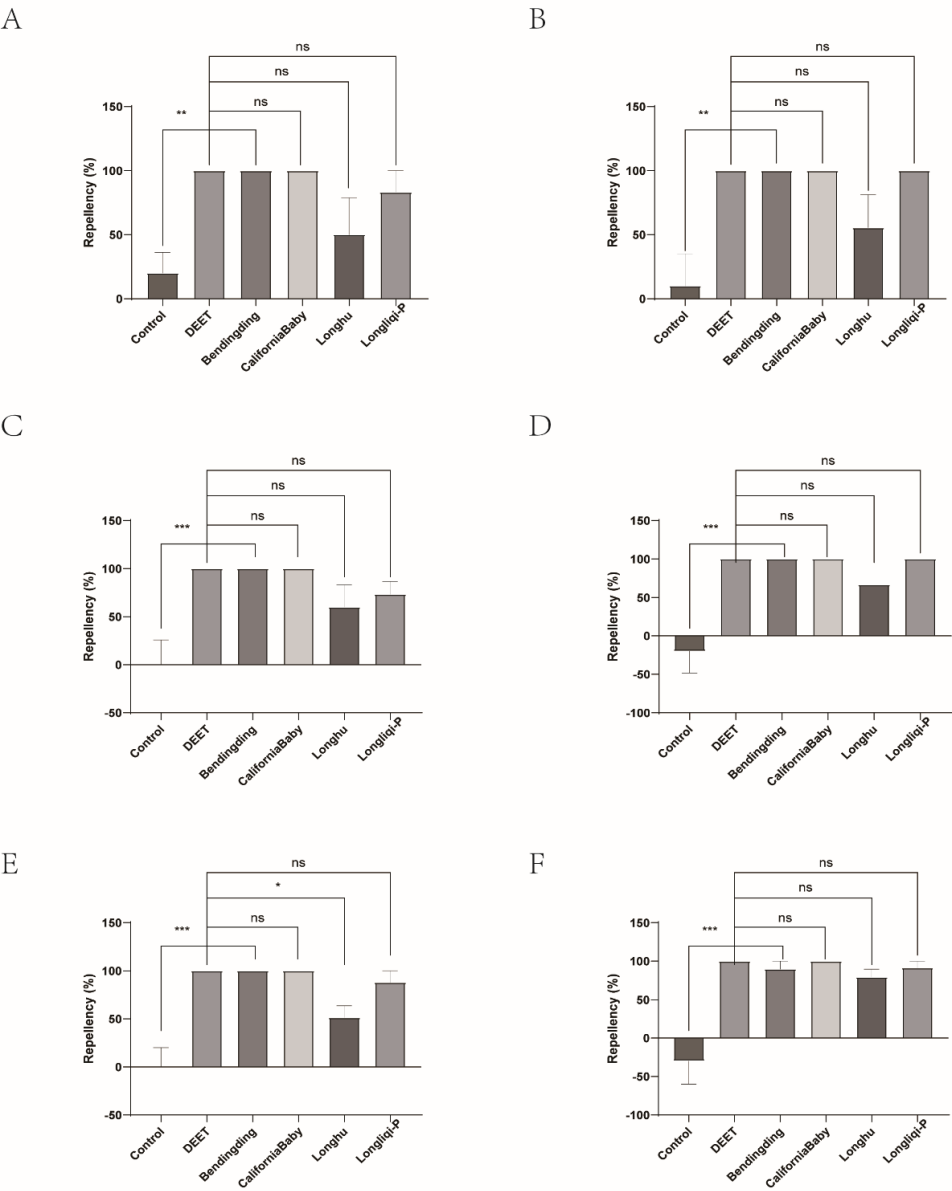 A
ns
ns
ns
**
150
100
50
0
Repellency (%)
Control
DEET
Bendingding
CaliforniaBaby
Longhu
Longliqi-P
B
ns
ns
ns
**
150
100
50
0
Repellency (%)
Control
DEET
Bendingding
CaliforniaBaby
Longhu
Longliqi-P
C
ns
ns
ns
***
150
100
50
0
-50
Repellency (%)
Control
DEET
Bendingding
CaliforniaBaby
Longhu
Longliqi-P
D
ns
ns
ns
***
150
100
50
0
-50
-100
Repellency (%)
Control
DEET
Bendingding
CaliforniaBaby
Longhu
Longliqi-P
E
ns
*
ns
***
150
100
50
0
-50
Repellency (%)
Control
DEET
Bendingding
CaliforniaBaby
Longhu
Longliqi-P
F
ns
ns
ns
***
150
100
50
0
-50
-100
Repellency (%)
Control
DEET
Bendingding
CaliforniaBaby
Longhu
Longliqi-P